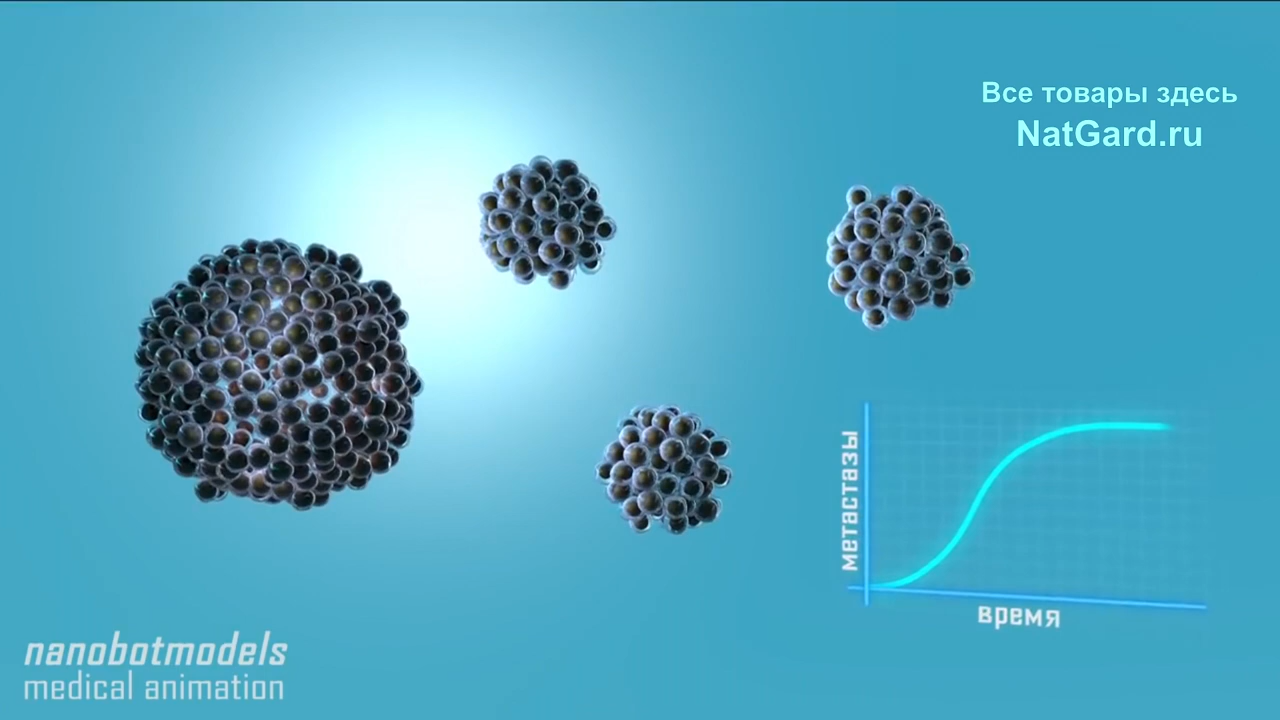 Все товары здесь
NatGard.ru
метастазы
время
nanobotmodels
medical animation